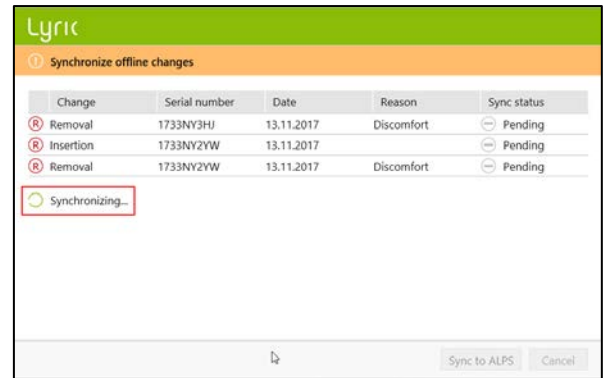 Lyric
Synchronize offline changes
Change Serial number Date Reason Sync status
R Removal 1733NY3HJ 13.11.2017 Discomfort Pending
R Insertion 1733NY2YW 13.11.2017 Pending
R Removal 1733NY2YW 13.11.2017 Discomfort Pending
Synchronizing...
Sync to ALPS Cancel